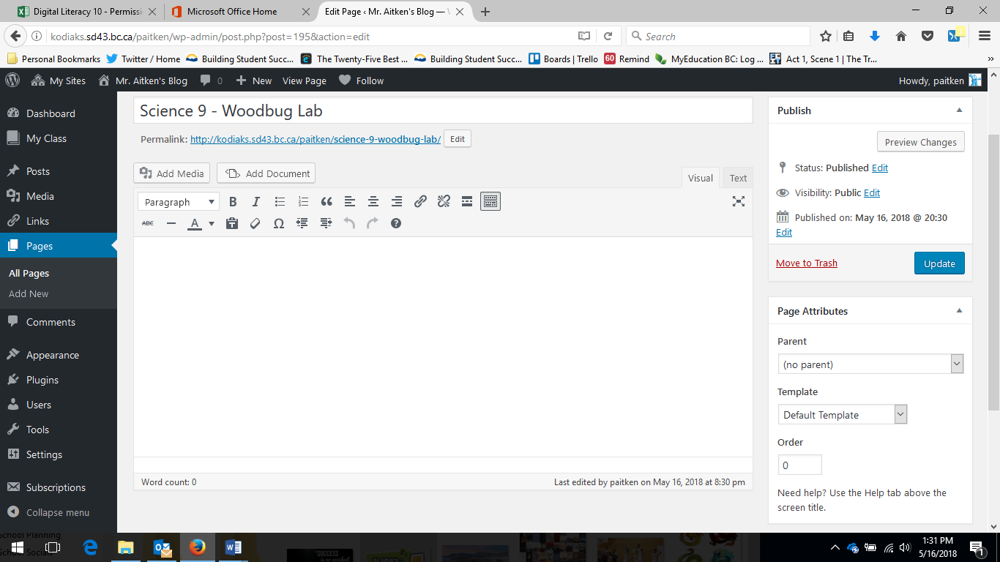 Digital Literacy 10 - Permissi
Microsoft Office Home
Edit Page ‹ Mr. Aitken's Blog —
kodiaks.sd43.bc.ca/paitken/wp-admin/post.php?post=195&action=edit
Search
Personal Bookmarks
Twitter / Home
Building Student Succ...
The Twenty-Five Best ...
Building Student Succ...
Boards | Trello
60 Remind
MyEducation BC: Log ...
Act 1, Scene 1 | The Tr...
»
My Sites
Mr. Aitken's Blog
0
New
View Page
Follow
Howdy, paitken
Dashboard
My Class
Posts
Media
Links
Pages
All Pages
Add New
Comments
Appearance
Plugins
Users
Tools
Settings
Subscriptions
Collapse menu
Science 9 - Woodbug Lab
Permalink: http://kodiaks.sd43.bc.ca/paitken/science-9-woodbug-lab/ Edit
Add Media
Add Document
Visual
Text
Paragraph
B
I
ABC
A
Word count: 0
Last edited by paitken on May 16, 2018 at 8:30 pm
Publish
Preview Changes
Status: Published Edit
Visibility: Public Edit
Published on: May 16, 2018 @ 20:30
Edit
Move to Trash
Update
Page Attributes
Parent
(no parent)
Template
Default Template
Order
0
Need help? Use the Help tab above the
screen title.
School Planning
School Socials
1:31 PM
5/16/2018
1